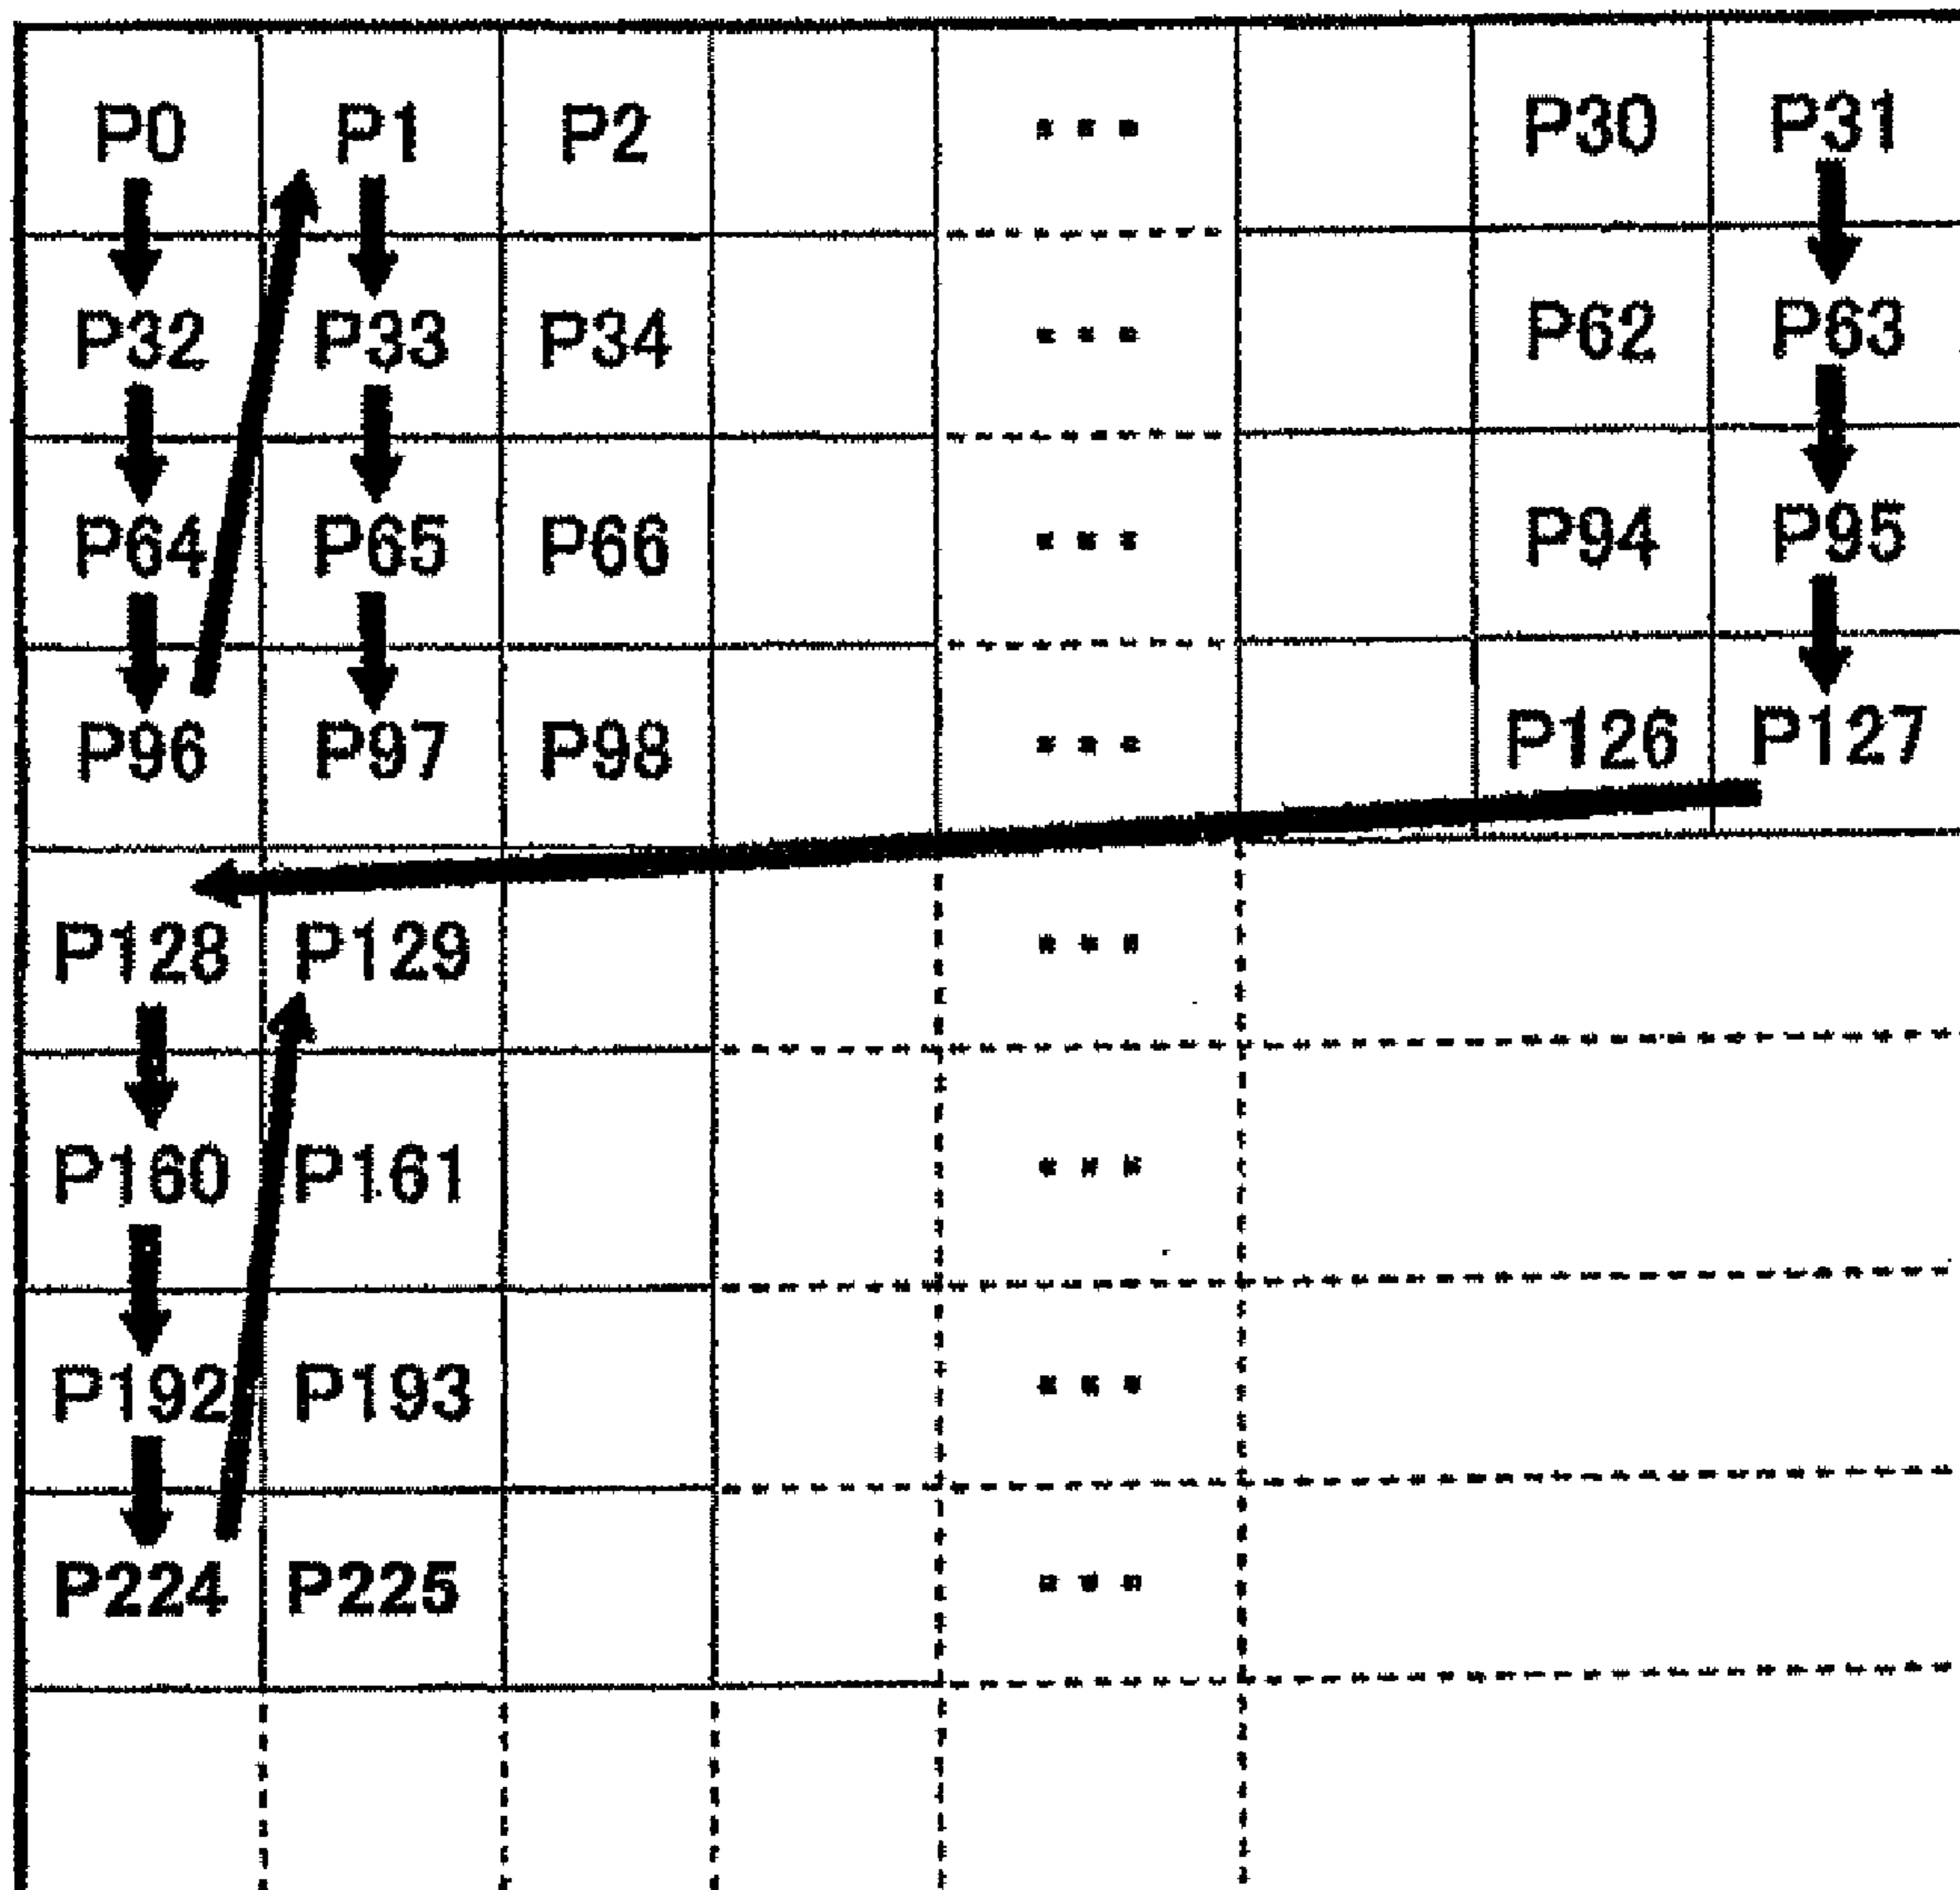 P0 P1 P2 ... P30 P31
P32 P33 P34 ... P62 P63
P64 P65 P66 ... P94 P95
P96 P97 P98 ... P126 P127
P128 P129 ...
P160 P161 ...
P192 P193 ...
P224 P225 ...